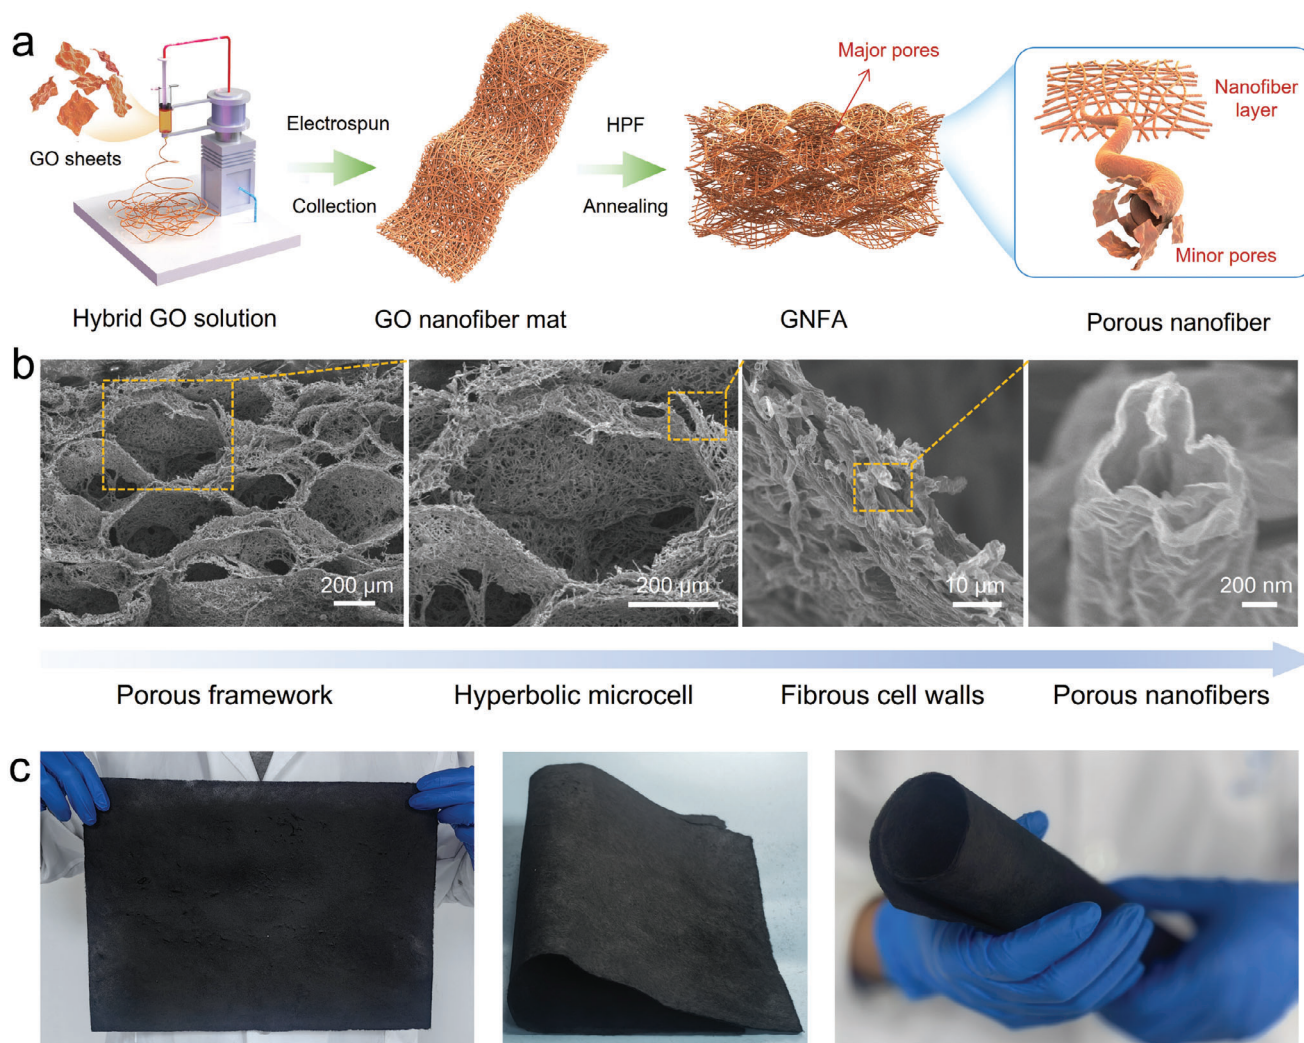 a
GO sheets
Electrospun
Collection
HPF
Annealing
Major pores
Nanofiber
layer
Minor pores
Hybrid GO solution
GO nanofiber mat
GNFA
Porous nanofiber
b
200 μm
200 μm
10 μm
200 nm
Porous framework
Hyperbolic microcell
Fibrous cell walls
Porous nanofibers
c